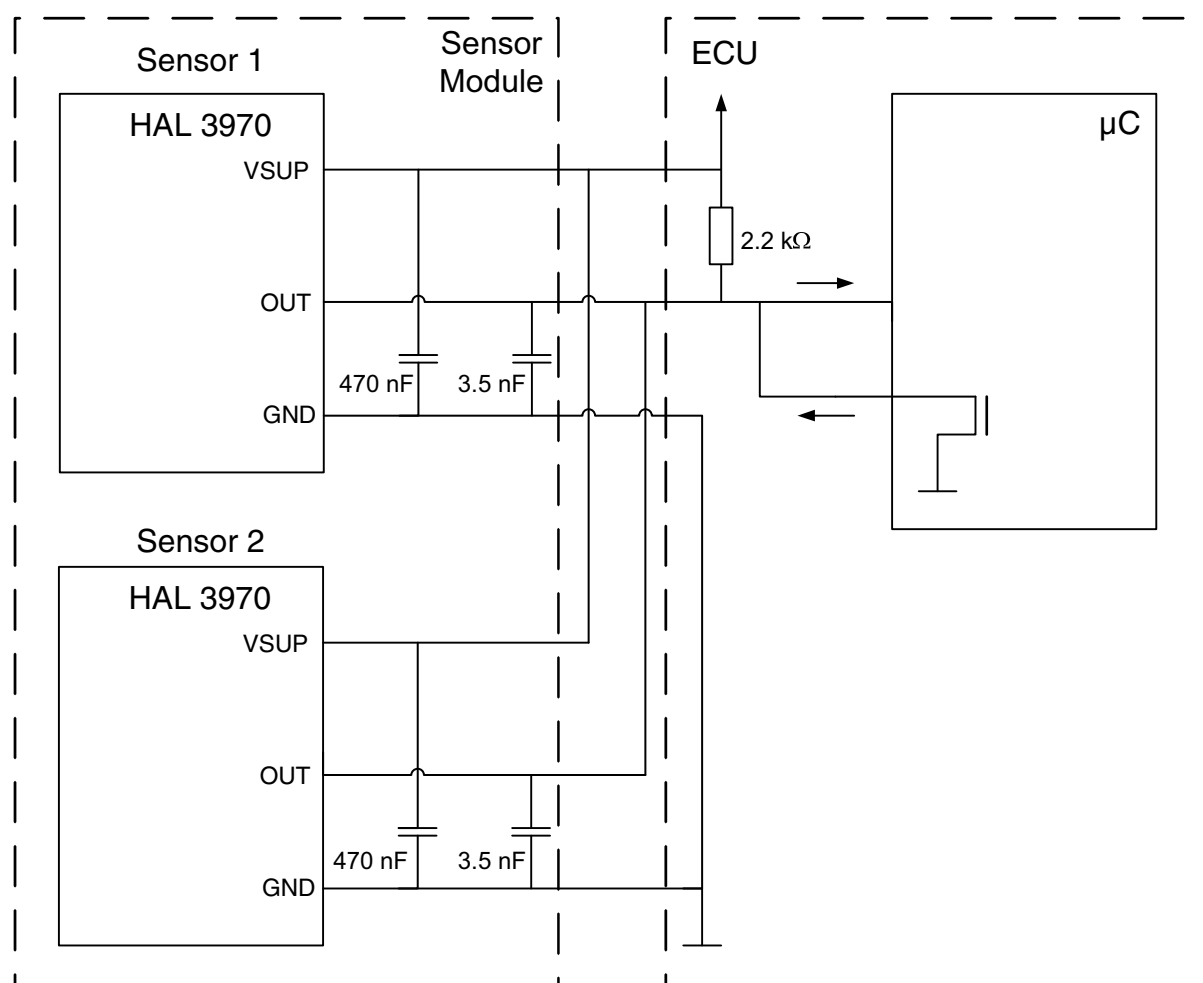 Sensor 1
Sensor
Module
ECU
HAL 3970
µC
VSUP
2.2 kΩ
OUT
470 nF
3.5 nF
GND
Sensor 2
HAL 3970
VSUP
OUT
470 nF
3.5 nF
GND